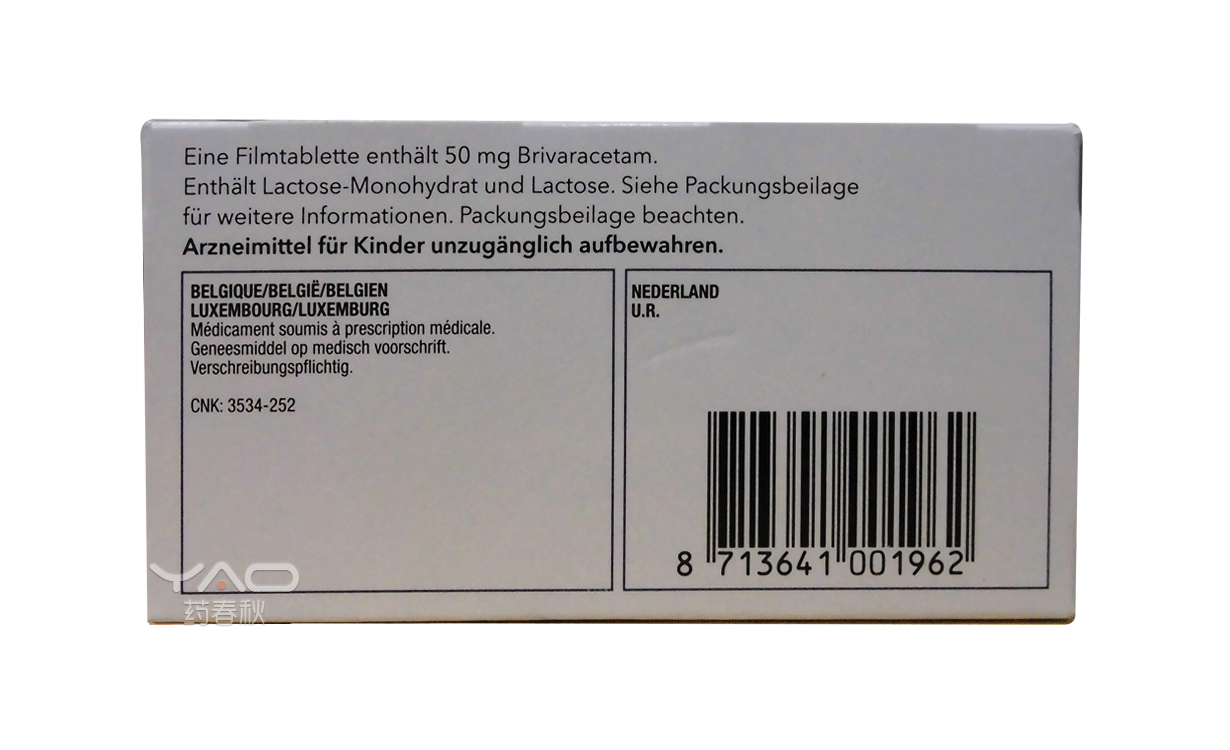 Eine Filmtablette enthält 50 mg Brivaracetam.
Enthält Lactose-Monohydrat und Lactose. Siehe Packungsbeilage
für weitere Informationen. Packungsbeilage beachten.
Arzneimittel für Kinder unzugänglich aufbewahren.
BELGIQUE/BELGIË/BELGIEN
LUXEMBOURG/LUXEMBURG
Médicament soumis à prescription médicale.
Geneesmiddel op medisch voorschrift.
Verschreibungspflichtig.
CNK: 3534-252
NEDERLAND
U.R.
8 713641 001962
YAO
药春秋